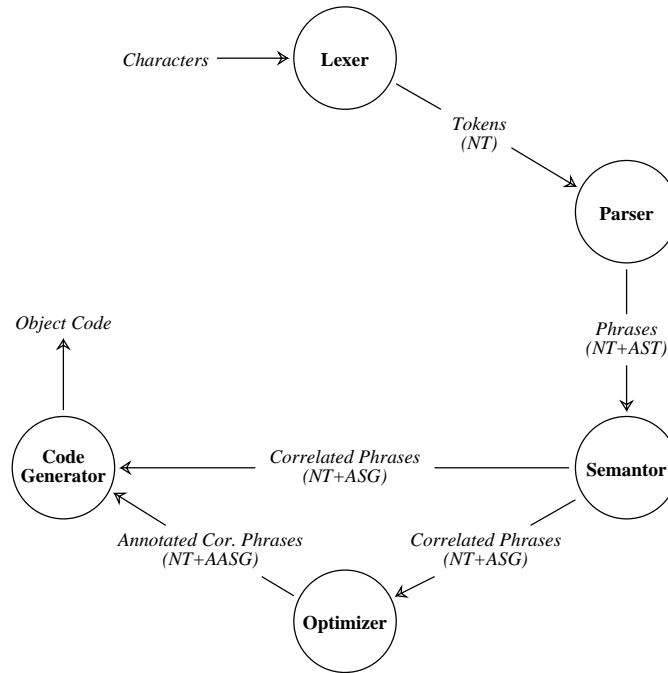 Characters
Lexer
Tokens
(NT)
Parser
Object Code
Phrases
(NT+AST)
Code
Generator
Correlated Phrases
(NT+ASG)
Semantor
Annotated Cor. Phrases
(NT+AASG)
Correlated Phrases
(NT+ASG)
Optimizer